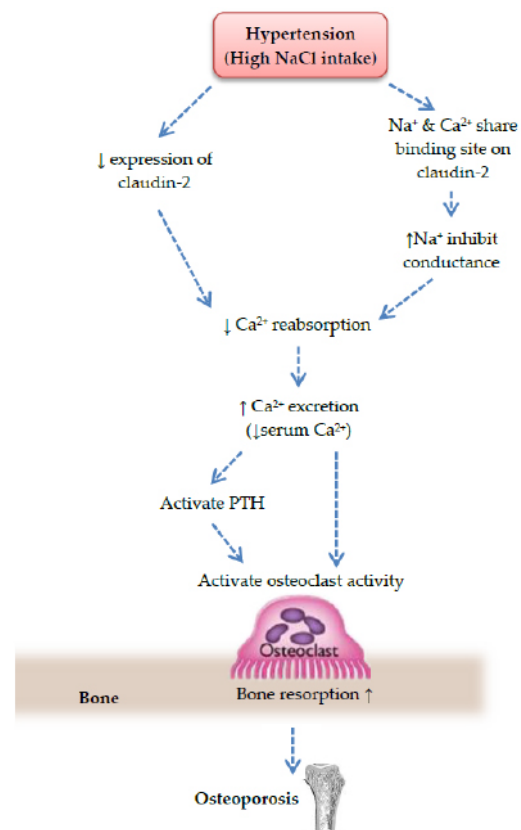 Hypertension
(High NaCl intake)
↓ expression of
claudin-2
Na⁺ & Ca²⁺ share
binding site on
claudin-2
↑Na⁺ inhibit
conductance
↓ Ca²⁺ reabsorption
↑ Ca²⁺ excretion
(↓serum Ca²⁺)
Activate PTH
Activate osteoclast activity
Osteoclast
Bone
Bone resorption ↑
Osteoporosis